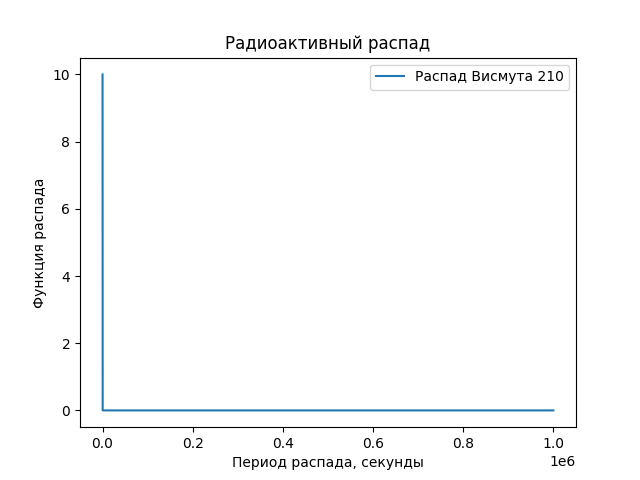 Радиоактивный распад
Распад Висмута 210
Функция распада
10
8
6
4
2
0
0.0 0.2 0.4 0.6 0.8 1.0
1e6
Период распада, секунды